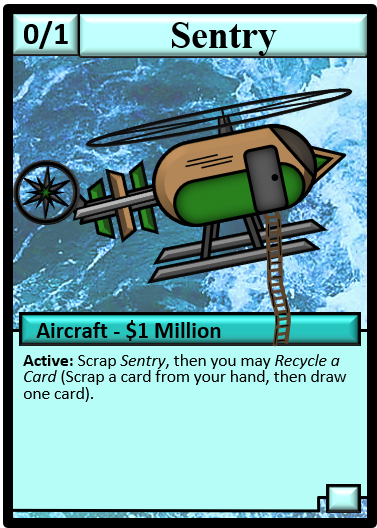 0/1 Sentry
Aircraft - $1 Million
Active: Scrap Sentry, then you may Recycle a
Card (Scrap a card from your hand, then draw
one card).